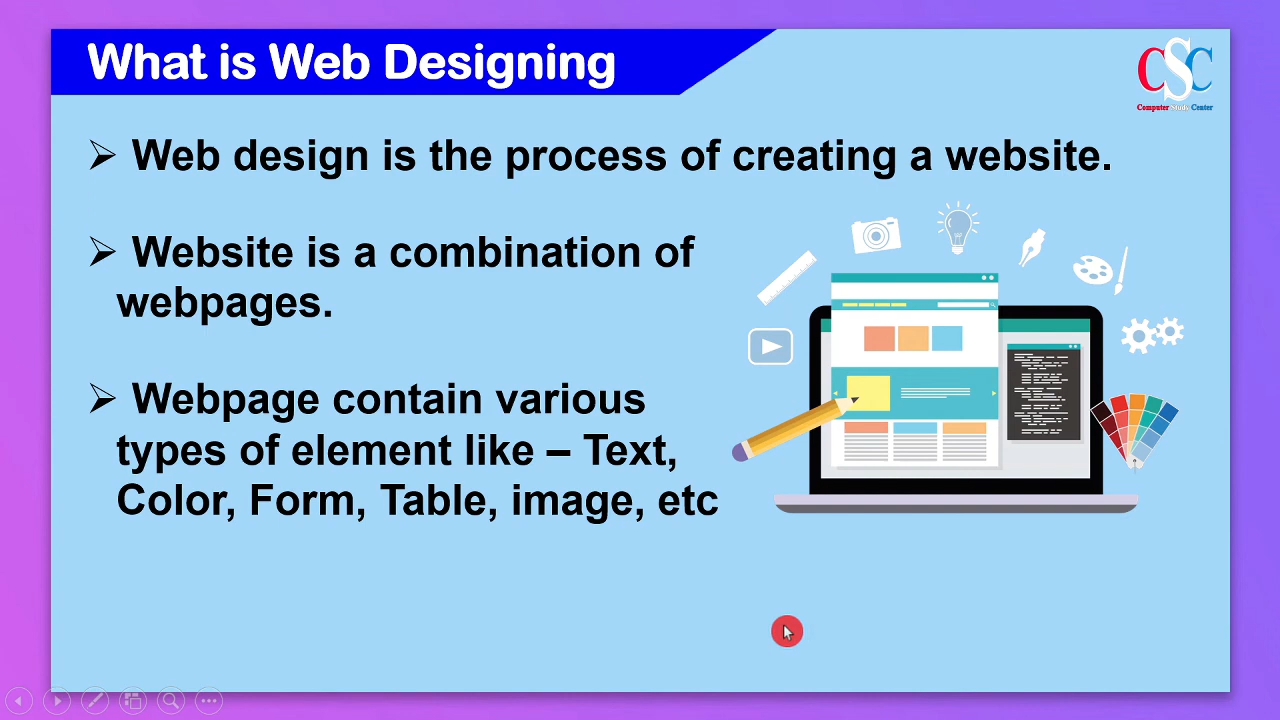 What is Web Designing
CSC
Computer Study Center
➢ Web design is the process of creating a website.
➢ Website is a combination of
webpages.
➢ Webpage contain various
types of element like – Text,
Color, Form, Table, image, etc